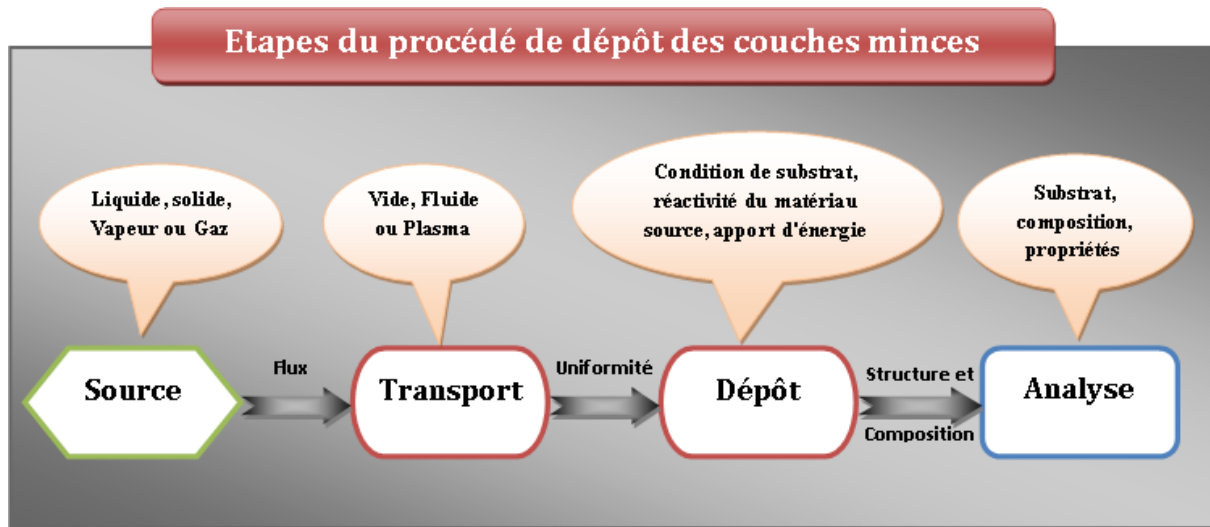 Etapes du procédé de dépôt des couches minces
Liquide, solide,
Vapeur ou Gaz
Vide, Fluide
ou Plasma
Condition de substrat,
réactivité du matériau
source, apport d'énergie
Substrat,
composition,
propriétés
Source
Flux
Transport
Uniformité
Dépôt
Structure et
Composition
Analyse